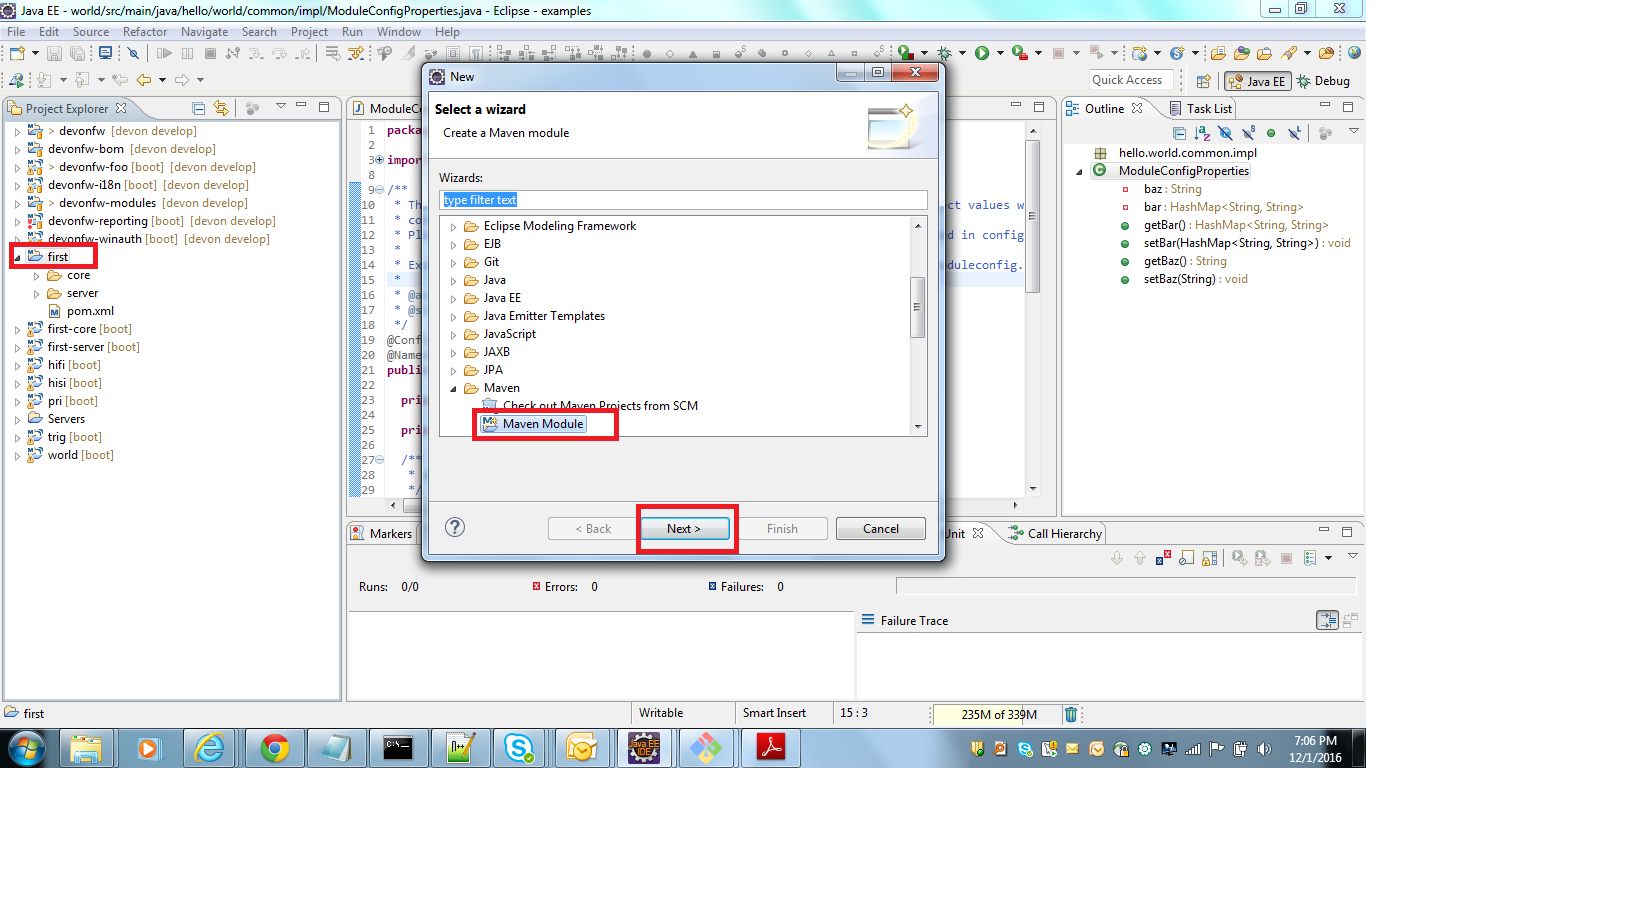 Java EE - world/src/main/java/hello/world/common/impl/ModuleConfigProperties.java - Eclipse - examples
File Edit Source Refactor Navigate Search Project Run Window Help
Quick Access
Java EE
Debug
Project Explorer
> devonfw [devon develop]
devonfw-bom [devon develop]
> devonfw-foo [boot] [devon develop]
devonfw-i18n [boot] [devon develop]
> devonfw-modules [devon develop]
devonfw-reporting [boot] [devon develop]
devonfw-winauth [boot] [devon develop]
first
core
server
pom.xml
first-core [boot]
first-server [boot]
hifi [boot]
hisi [boot]
pri [boot]
Servers
trig [boot]
world [boot]
ModuleCo
1 packa
2
3 impor
8
9 /**
10 * Th
11 * co
12 * Pl
13 *
14 * Ex
15 *
16 * @a
17 * @s
18 */
19 @Conf
20 @Name
21 publi
22
23 pri
24
25 pri
26
27 /**
28 *
29 */
ct values w
d in config
duleconfig.
New
Select a wizard
Create a Maven module
Wizards:
type filter text
Eclipse Modeling Framework
EJB
Git
Java
Java EE
Java Emitter Templates
JavaScript
JAXB
JPA
Maven
Check out Maven Projects from SCM
Maven Module
< Back
Next >
Finish
Cancel
Outline
Task List
hello.world.common.impl
ModuleConfigProperties
baz : String
bar : HashMap<String, String>
getBar() : HashMap<String, String>
setBar(HashMap<String, String>) : void
getBaz() : String
setBaz(String) : void
Markers
Unit
Call Hierarchy
Runs: 0/0
Errors: 0
Failures: 0
Failure Trace
first
Writable
Smart Insert
15 : 3
235M of 339M
7:06 PM
12/1/2016